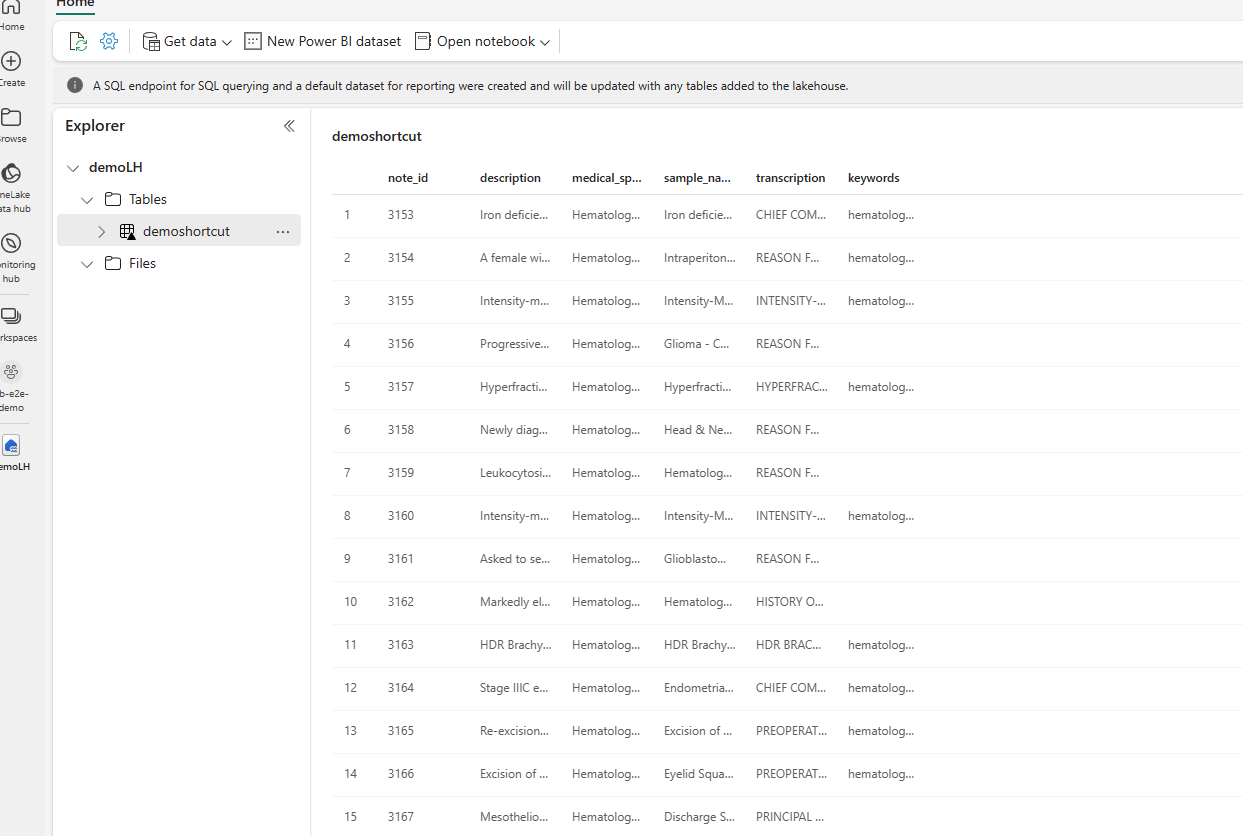 Home
Get data
New Power BI dataset
Open notebook
A SQL endpoint for SQL querying and a default dataset for reporting were created and will be updated with any tables added to the lakehouse.
Home
Create
Browse
OneLake
data hub
Monitoring
hub
Workspaces
b-e2e-
demo
demoLH
Explorer
demoLH
Tables
demoshortcut
...
Files
demoshortcut
note_id description medical_sp... sample_na... transcription keywords
1 3153 Iron deficie... Hematolog... Iron deficie... CHIEF COM... hematolog...
2 3154 A female wi... Hematolog... Intraperiton... REASON F... hematolog...
3 3155 Intensity-m... Hematolog... Intensity-M... INTENSITY-... hematolog...
4 3156 Progressive... Hematolog... Glioma - C... REASON F...
5 3157 Hyperfracti... Hematolog... Hyperfracti... HYPERFRAC... hematolog...
6 3158 Newly diag... Hematolog... Head & Ne... REASON F...
7 3159 Leukocytosi... Hematolog... Hematolog... REASON F...
8 3160 Intensity-m... Hematolog... Intensity-M... INTENSITY-... hematolog...
9 3161 Asked to se... Hematolog... Glioblasto... REASON F...
10 3162 Markedly el... Hematolog... Hematolog... HISTORY O...
11 3163 HDR Brachy... Hematolog... HDR Brachy... HDR BRAC... hematolog...
12 3164 Stage IIIC e... Hematolog... Endometria... CHIEF COM... hematolog...
13 3165 Re-excision... Hematolog... Excision of ... PREOPERAT... hematolog...
14 3166 Excision of ... Hematolog... Eyelid Squa... PREOPERAT... hematolog...
15 3167 Mesothelio... Hematolog... Discharge S... PRINCIPAL ...